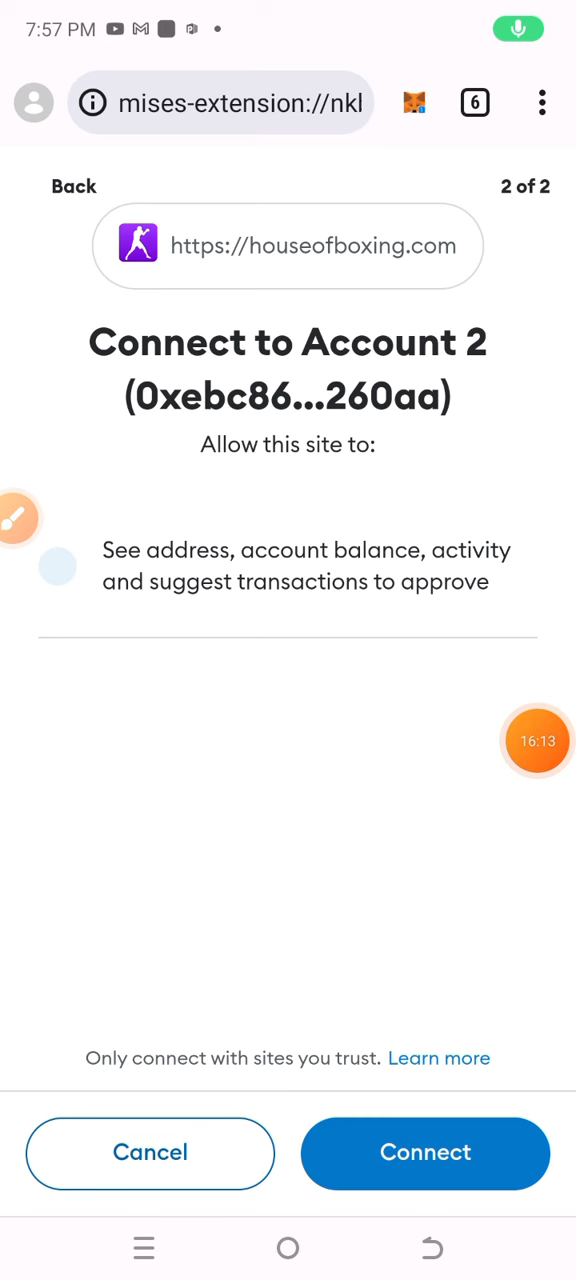 7:57 PM
mises-extension://nkl
6
Back
2 of 2
https://houseofboxing.com
Connect to Account 2
(0xebc86...260aa)
Allow this site to:
See address, account balance, activity
and suggest transactions to approve
16:13
Only connect with sites you trust. Learn more
Cancel
Connect